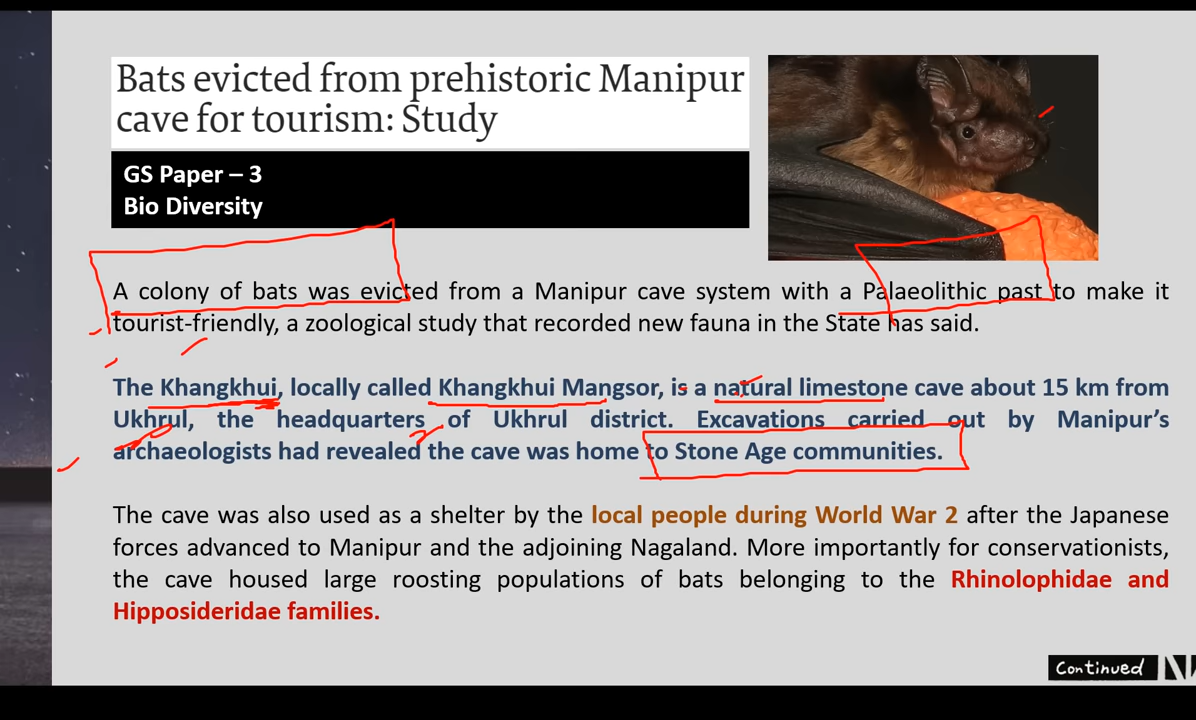 Bats evicted from prehistoric Manipur
cave for tourism: Study
GS Paper – 3
Bio Diversity
A colony of bats was evicted from a Manipur cave system with a Palaeolithic past to make it
tourist-friendly, a zoological study that recorded new fauna in the State has said.
The Khangkhui, locally called Khangkhui Mangsor, is a natural limestone cave about 15 km from
Ukhrul, the headquarters of Ukhrul district. Excavations carried out by Manipur’s
archaeologists had revealed the cave was home to Stone Age communities.
The cave was also used as a shelter by the local people during World War 2 after the Japanese
forces advanced to Manipur and the adjoining Nagaland. More importantly for conservationists,
the cave housed large roosting populations of bats belonging to the Rhinolophidae and
Hipposideridae families.
Continued